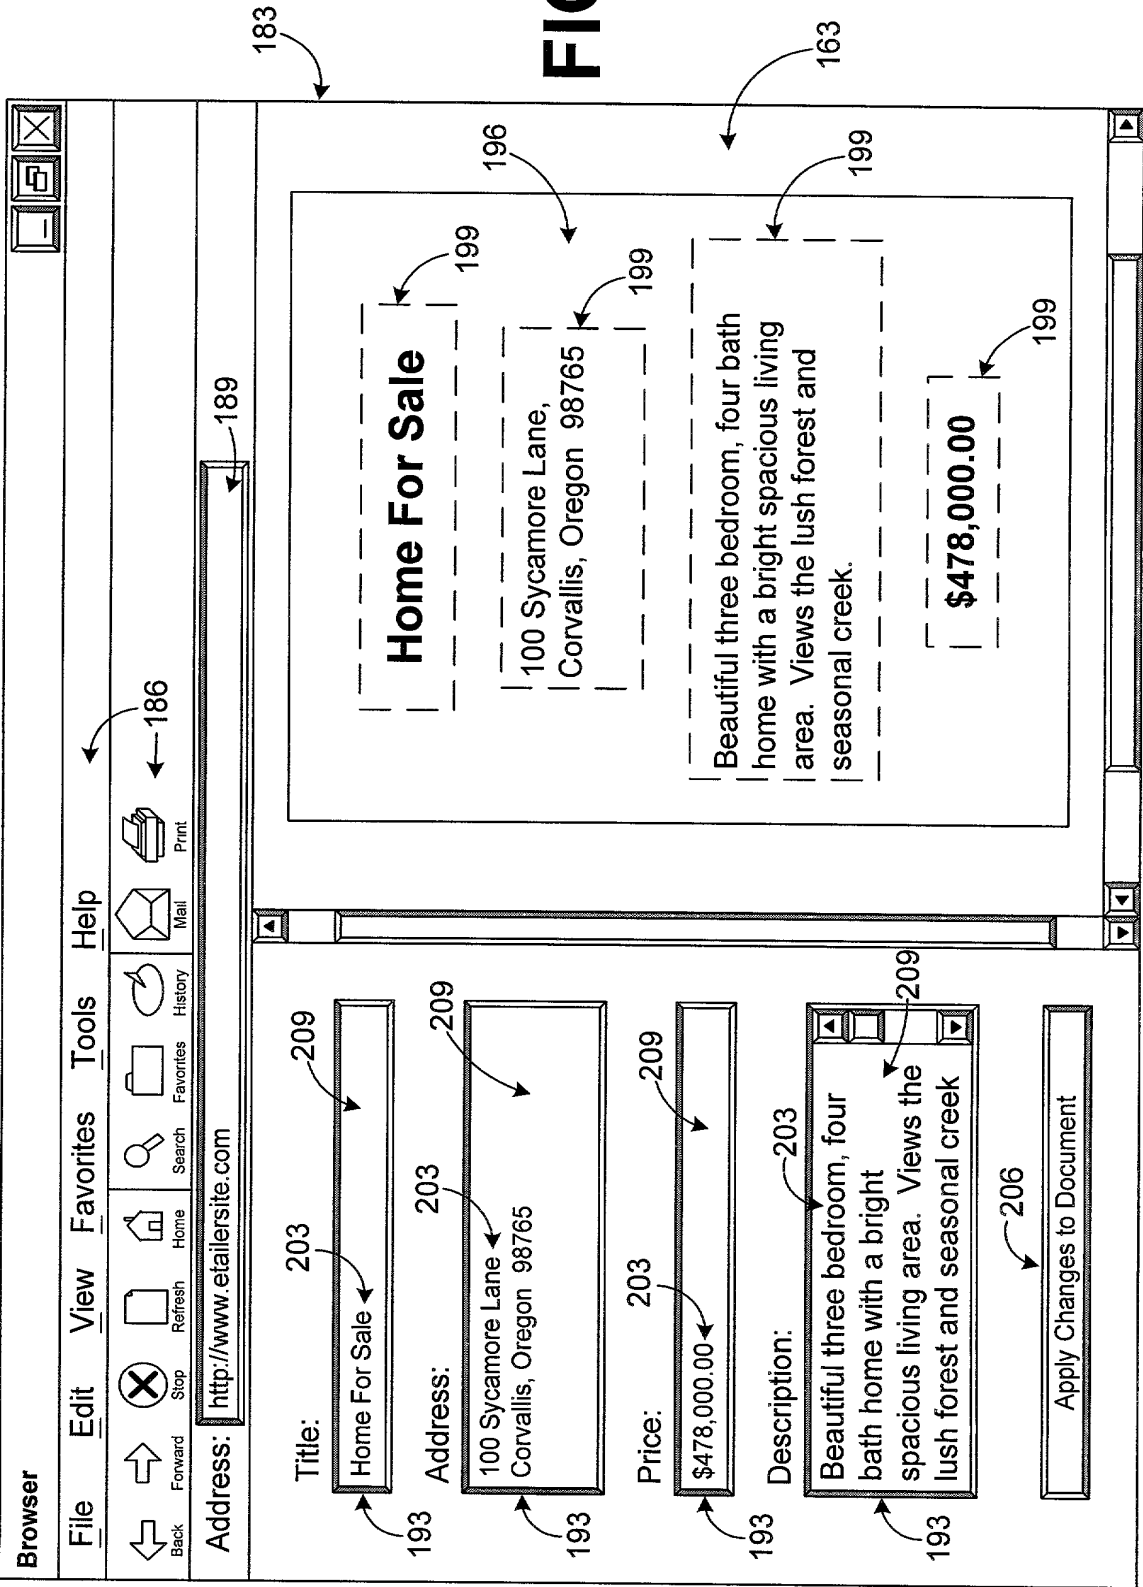 Browser
File Edit View Favorites Tools Help
186
Back Forward Stop Refresh Home Search Favorites History Mail Print
Address: http://www.etailersite.com
189
183
Title:
203
209
Home For Sale
193
Address:
203
209
100 Sycamore Lane
Corvallis, Oregon 98765
193
Price:
203
209
$478,000.00
193
Description:
203
209
Beautiful three bedroom, four
bath home with a bright
spacious living area. Views the
lush forest and seasonal creek
193
206
Apply Changes to Document
Home For Sale
199
196
100 Sycamore Lane,
Corvallis, Oregon 98765
199
163
Beautiful three bedroom, four bath
home with a bright spacious living
area. Views the lush forest and
seasonal creek.
199
$478,000.00
199